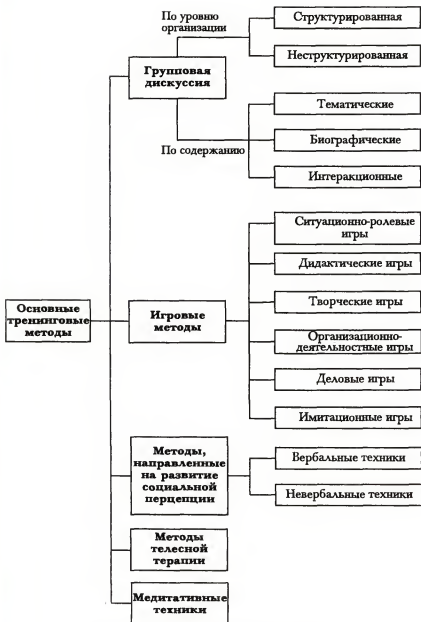 По уровню
организации
Структурированная
Неструктурированная
Групповая
дискуссия
По содержанию
Тематические
Биографические
Интеракционные
Основные
тренинговые
методы
Игровые
методы
Ситуационно-ролевые
игры
Дидактические игры
Творческие игры
Организационно-
деятельностные игры
Деловые игры
Имитационные игры
Методы,
направленные
на развитие
социальной
перцепции
Вербальные техники
Невербальные техники
Методы
телесной
терапии
Медитативные
техники